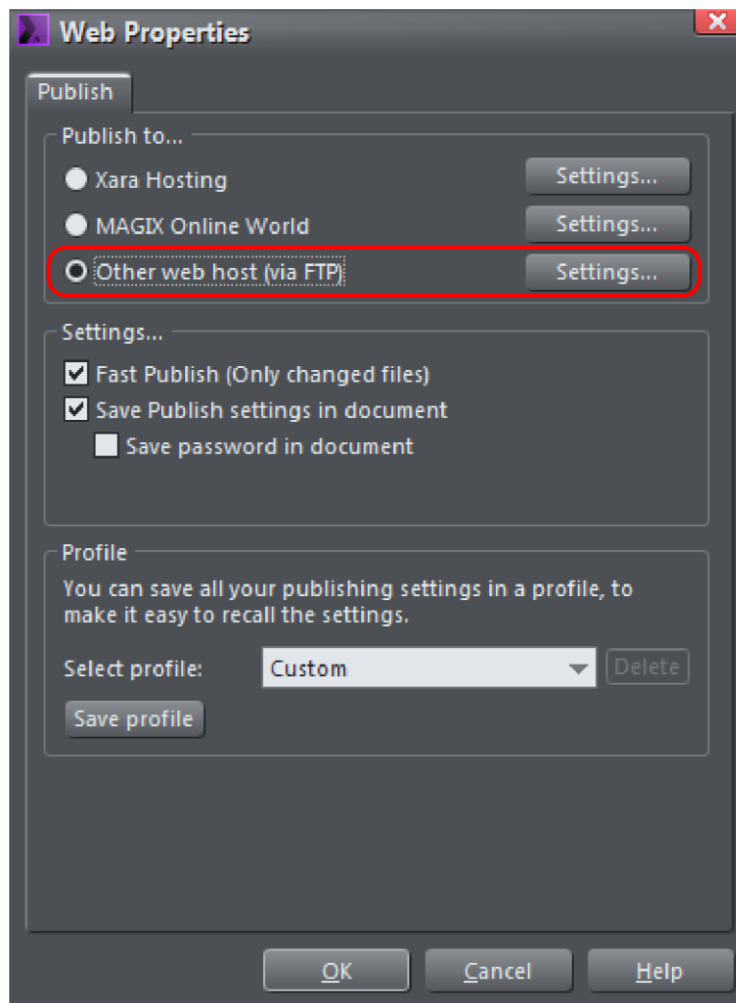 Web Properties
Publish
Publish to...
Xara Hosting
Settings...
MAGIX Online World
Settings...
Other web host (via FTP)
Settings...
Settings...
Fast Publish (Only changed files)
Save Publish settings in document
Save password in document
Profile
You can save all your publishing settings in a profile, to
make it easy to recall the settings.
Select profile:
Custom
Delete
Save profile
OK
Cancel
Help